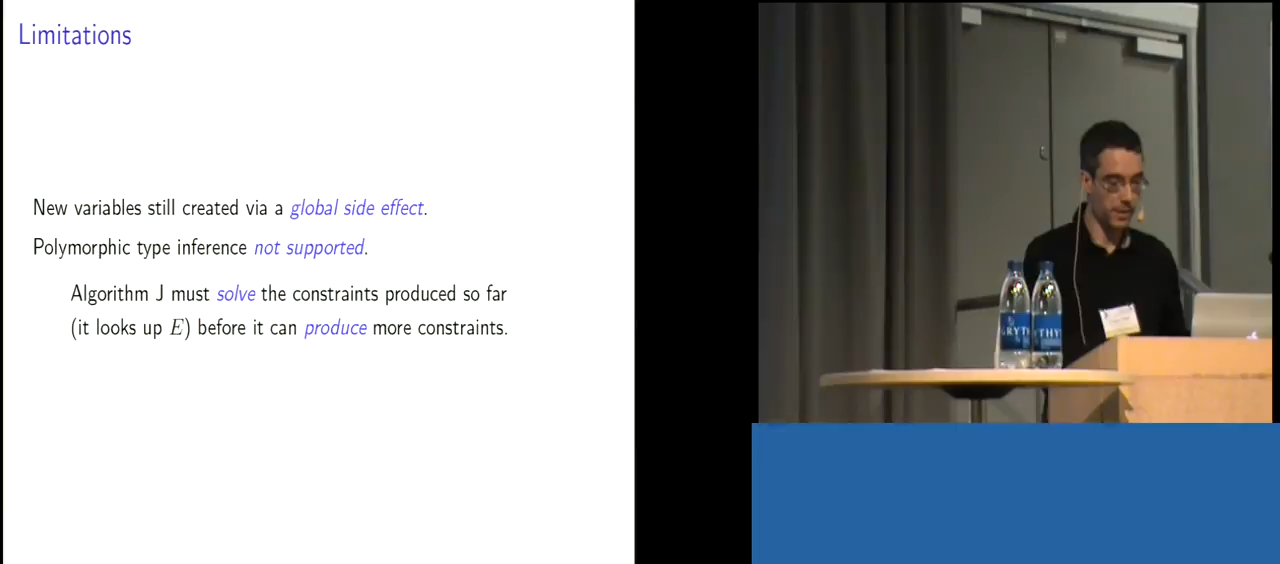 Limitations
New variables still created via a global side effect.
Polymorphic type inference not supported.
Algorithm J must solve the constraints produced so far
(it looks up E) before it can produce more constraints.